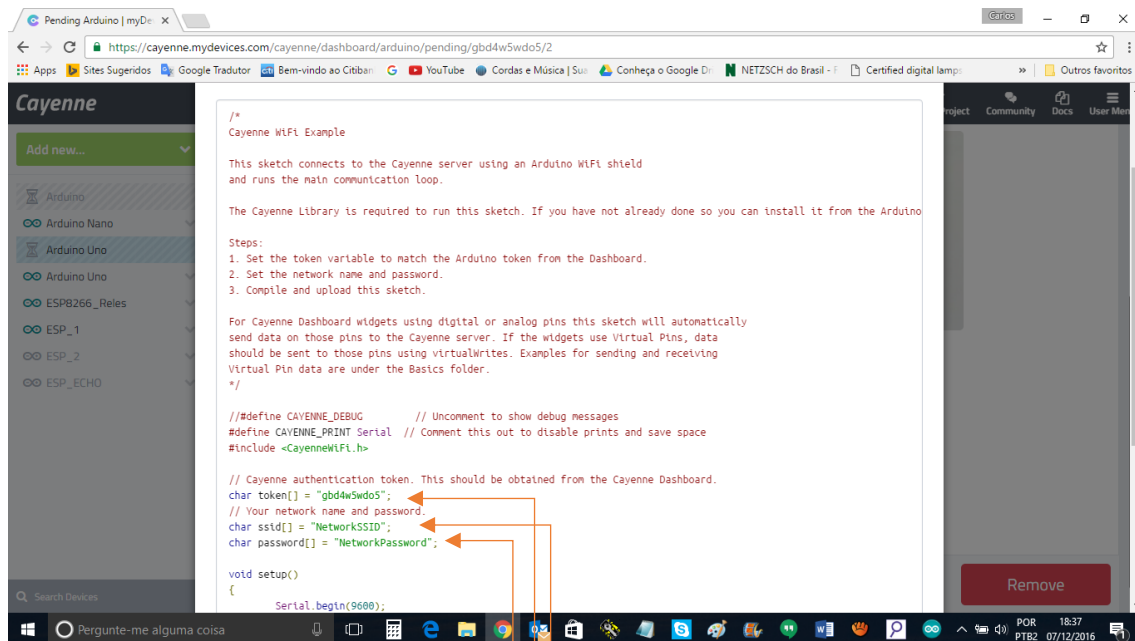 Pending Arduino | myDe
Carlos
https://cayenne.mydevices.com/cayenne/dashboard/arduino/pending/gbd4w5wdo5/2
Apps Sites Sugeridos Google Tradutor citi Bem-vindo ao Citiban YouTube Cordas e Música | Sua Conheça o Google Dri NETZSCH do Brasil - F Certified digital lamp » Outros favoritos
Cayenne
Project Community Docs User Men
Add new...
Arduino
Arduino Nano
Arduino Uno
Arduino Uno
ESP8266_Reles
ESP_1
ESP_2
ESP_ECHO
Search Devices
/*
Cayenne WiFi Example
This sketch connects to the Cayenne server using an Arduino WiFi shield
and runs the main communication loop.
The Cayenne Library is required to run this sketch. If you have not already done so you can install it from the Arduino
Steps:
1. Set the token variable to match the Arduino token from the Dashboard.
2. Set the network name and password.
3. Compile and upload this sketch.
For Cayenne Dashboard widgets using digital or analog pins this sketch will automatically
send data on those pins to the Cayenne server. If the widgets use Virtual Pins, data
should be sent to those pins using virtualWrites. Examples for sending and receiving
Virtual Pin data are under the Basics folder.
*/
//#define CAYENNE_DEBUG // Uncomment to show debug messages
#define CAYENNE_PRINT Serial // Comment this out to disable prints and save space
#include <CayenneWiFi.h>
// Cayenne authentication token. This should be obtained from the Cayenne Dashboard.
char token[] = "gbd4w5wdo5";
// Your network name and password.
char ssid[] = "NetworkSSID";
char password[] = "NetworkPassword";
void setup()
{
Serial.begin(9600);
Remove
Pergunte-me alguma coisa
POR 18:37
PTB2 07/12/2016